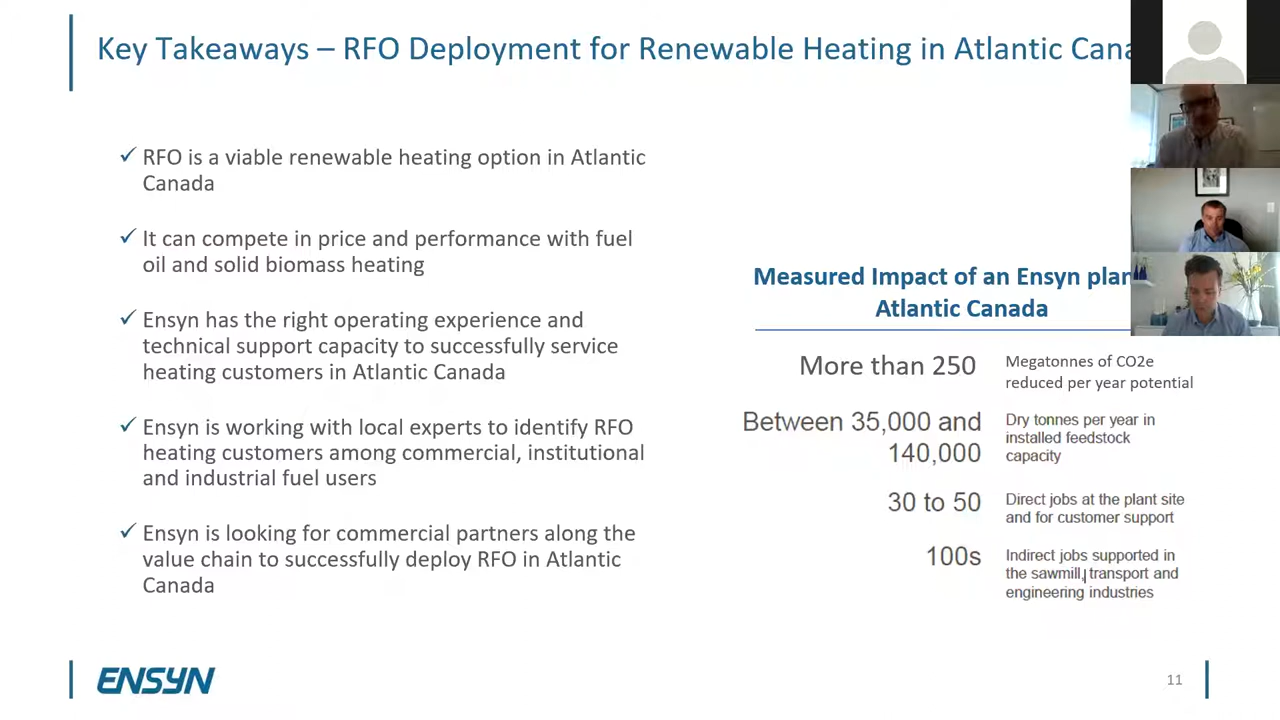 Key Takeaways – RFO Deployment for Renewable Heating in Atlantic
✓ RFO is a viable renewable heating option in Atlantic
Canada
✓ It can compete in price and performance with fuel
oil and solid biomass heating
✓ Ensyn has the right operating experience and
technical support capacity to successfully service
heating customers in Atlantic Canada
✓ Ensyn is working with local experts to identify RFO
heating customers among commercial, institutional
and industrial fuel users
✓ Ensyn is looking for commercial partners along the
value chain to successfully deploy RFO in Atlantic
Canada
Measured Impact of an Ensyn
Atlantic Canada
More than 250
Megatonnes of CO2e
reduced per year potential
Between 35,000 and
140,000
Dry tonnes per year in
installed feedstock
capacity
30 to 50
Direct jobs at the plant site
and for customer support
100s
Indirect jobs supported in
the sawmill, transport and
engineering industries
ENSYN
11